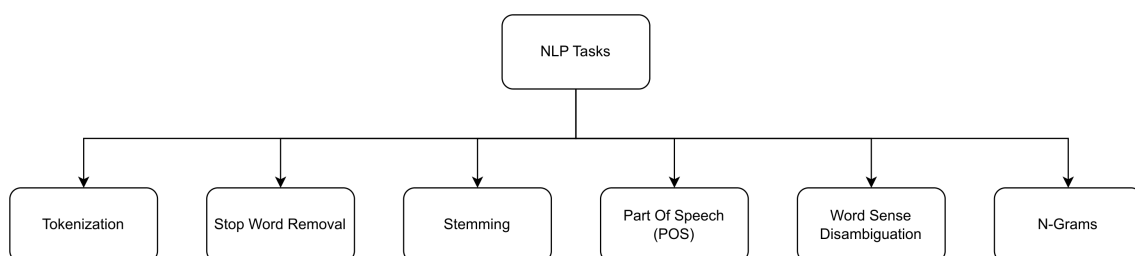 NLP Tasks
Tokenization
Stop Word Removal
Stemming
Part Of Speech
(POS)
Word Sense
Disambiguation
N-Grams